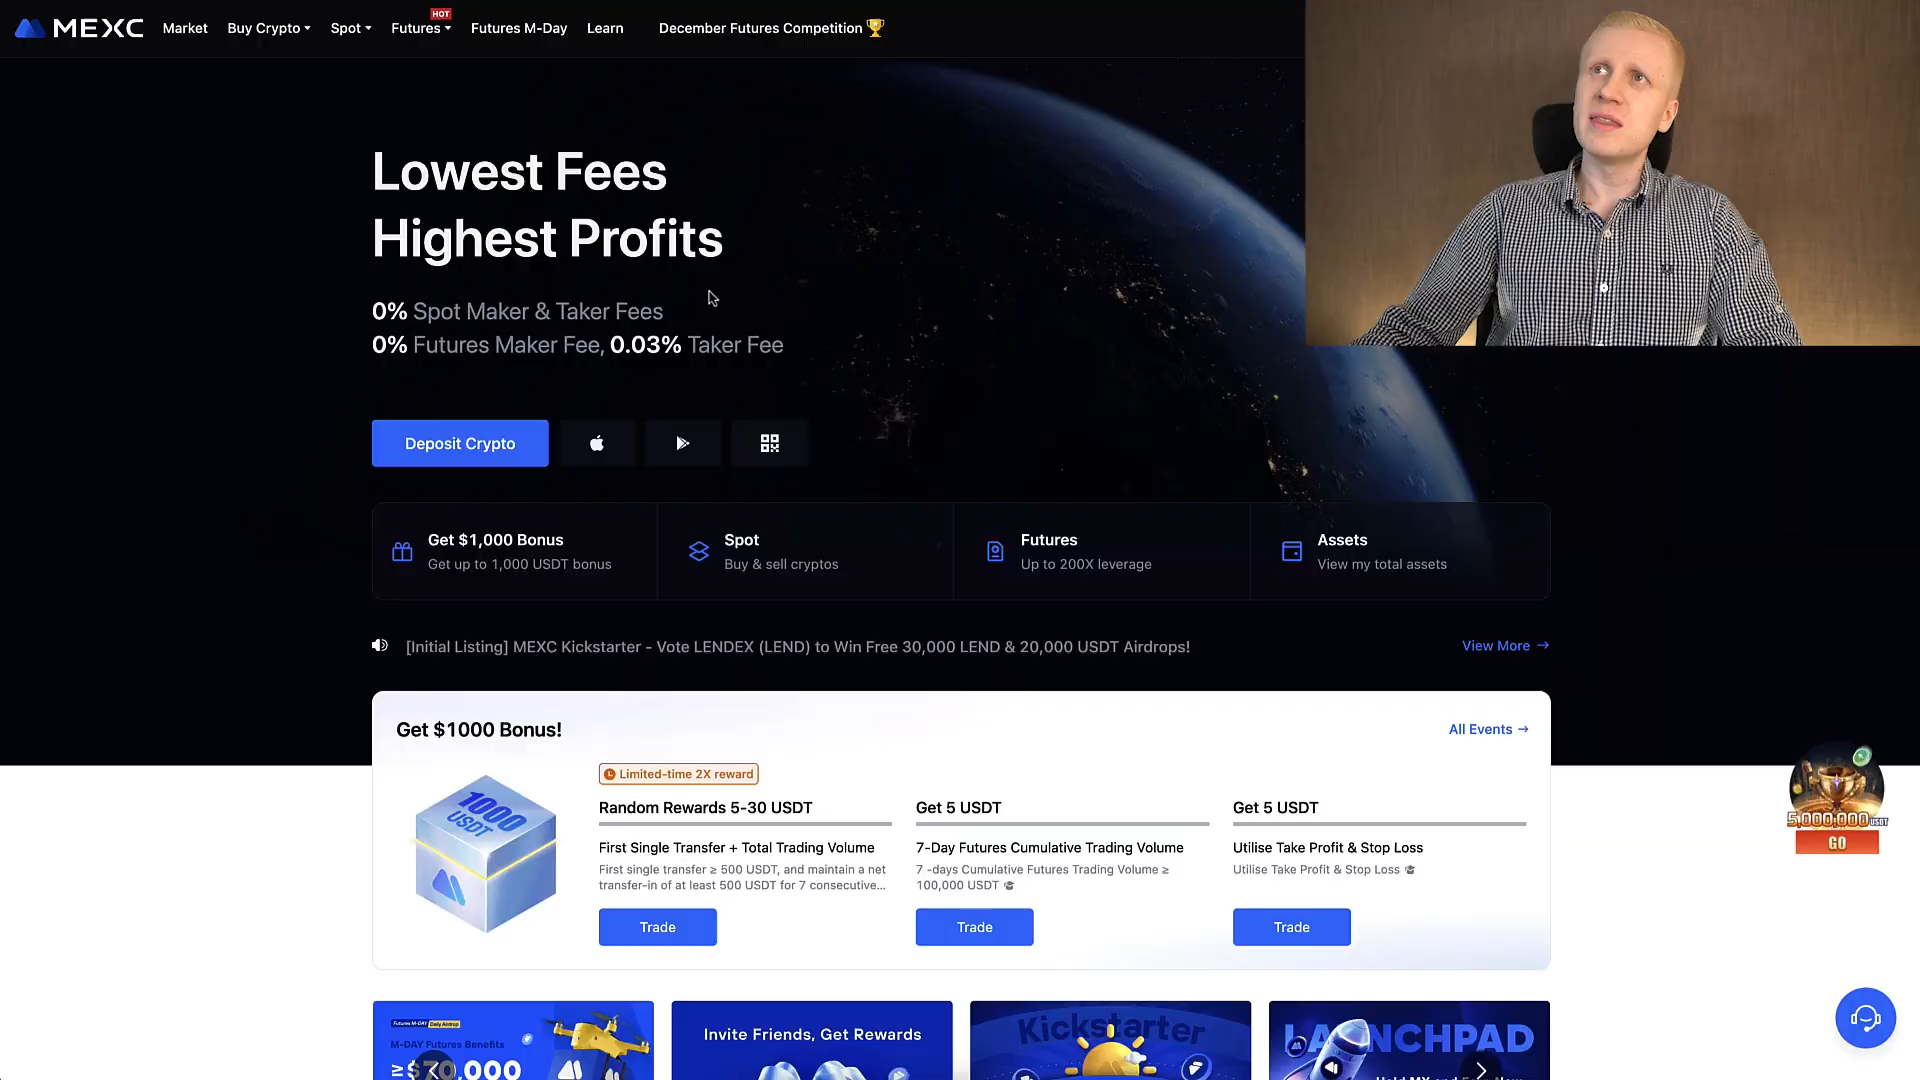 MEXC Market Buy Crypto Spot Futures HOT Futures M-Day Learn December Futures Competition
Lowest Fees
Highest Profits
0% Spot Maker & Taker Fees
0% Futures Maker Fee, 0.03% Taker Fee
Deposit Crypto
Get $1,000 Bonus
Get up to 1,000 USDT bonus
Spot
Buy & sell cryptos
Futures
Up to 200X leverage
Assets
View my total assets
[Initial Listing] MEXC Kickstarter - Vote LENDEX (LEND) to Win Free 30,000 LEND & 20,000 USDT Airdrops!
View More →
Get $1000 Bonus!
All Events →
1000
USDT
Limited-time 2X reward
Random Rewards 5-30 USDT
First Single Transfer + Total Trading Volume
First single transfer ≥ 500 USDT, and maintain a net
transfer-in of at least 500 USDT for 7 consecutive...
Trade
Get 5 USDT
7-Day Futures Cumulative Trading Volume
7 -days Cumulative Futures Trading Volume ≥
100,000 USDT
Trade
Get 5 USDT
Utilise Take Profit & Stop Loss
Utilise Take Profit & Stop Loss
Trade
5,000,000 USDT
GO
Futures M-DAY Daily Airdrop
M-DAY Futures Benefits
Invite Friends, Get Rewards
Kickstarter
LAUNCHPAD